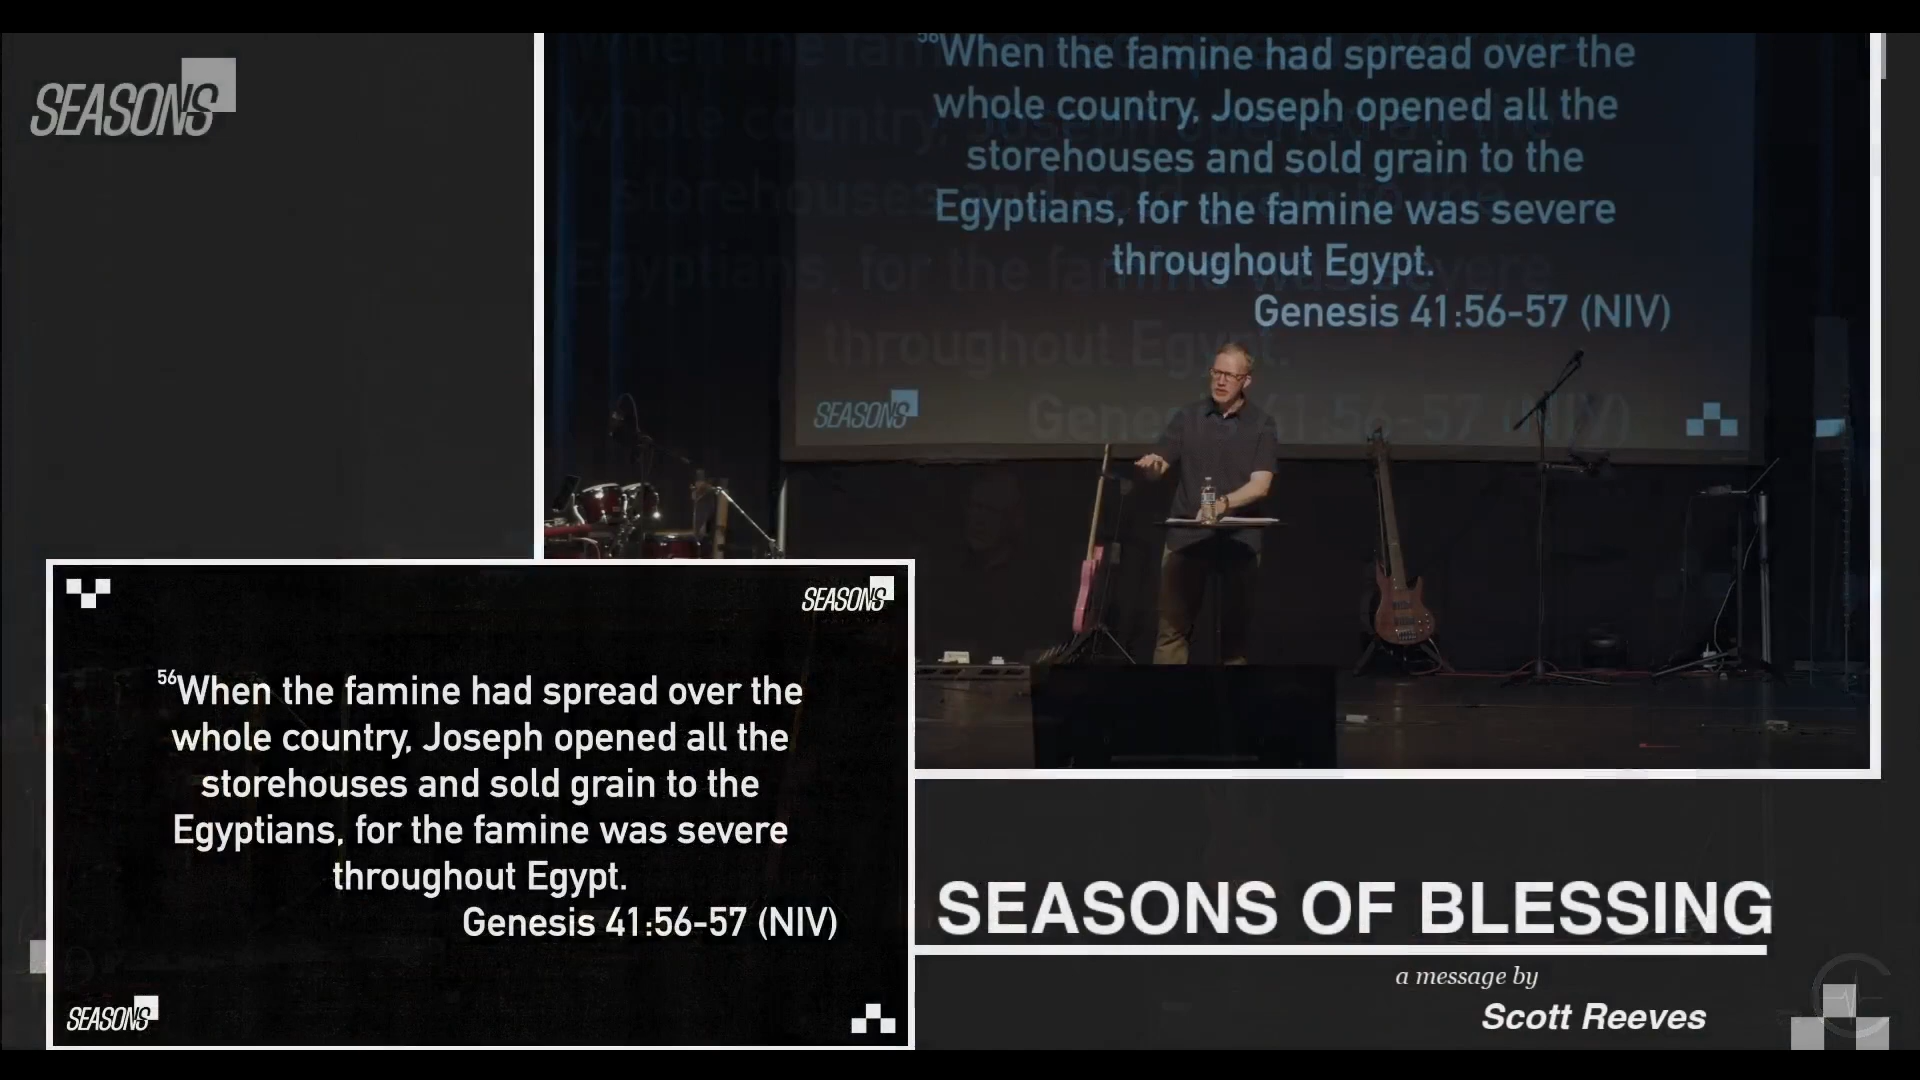 SEASONS
56When the famine had spread over the
whole country, Joseph opened all the
storehouses and sold grain to the
Egyptians, for the famine was severe
throughout Egypt.
Genesis 41:56-57 (NIV)
SEASONS
SEASONS
56When the famine had spread over the
whole country, Joseph opened all the
storehouses and sold grain to the
Egyptians, for the famine was severe
throughout Egypt.
Genesis 41:56-57 (NIV)
SEASONS
SEASONS OF BLESSING
a message by
Scott Reeves